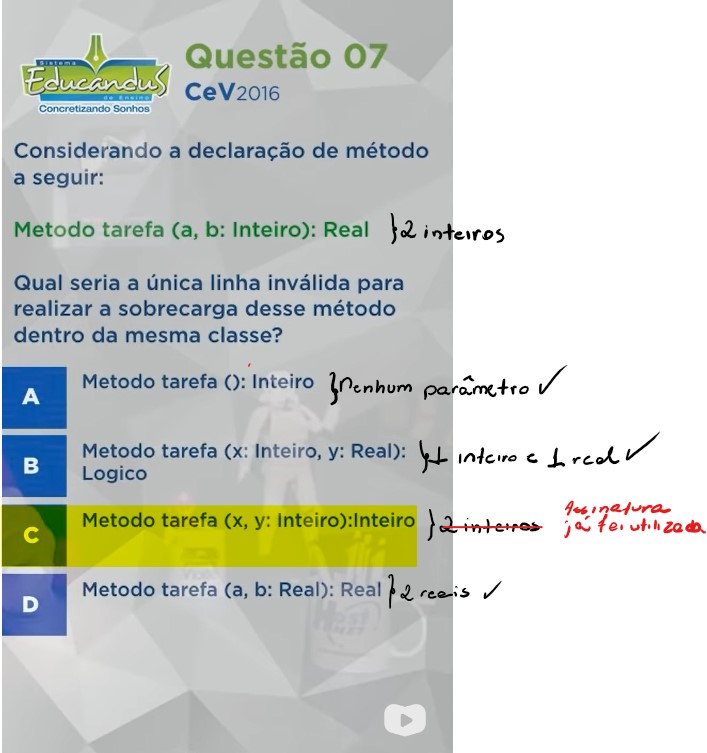 Sistema
Educandus
de Ensino
Concretizando Sonhos
Questão 07
CeV2016
Considerando a declaração de método
a seguir:
Metodo tarefa (a, b: Inteiro): Real }2 inteiros
Qual seria a única linha inválida para
realizar a sobrecarga desse método
dentro da mesma classe?
A Metodo tarefa (): Inteiro }Nenhum parâmetro ✓
B Metodo tarefa (x: Inteiro, y: Real): }1 inteiro e 1 real ✓
Logico
C Metodo tarefa (x, y: Inteiro):Inteiro }2 inteiros Assinatura
já foi utilizada
D Metodo tarefa (a, b: Real): Real }2 reais ✓